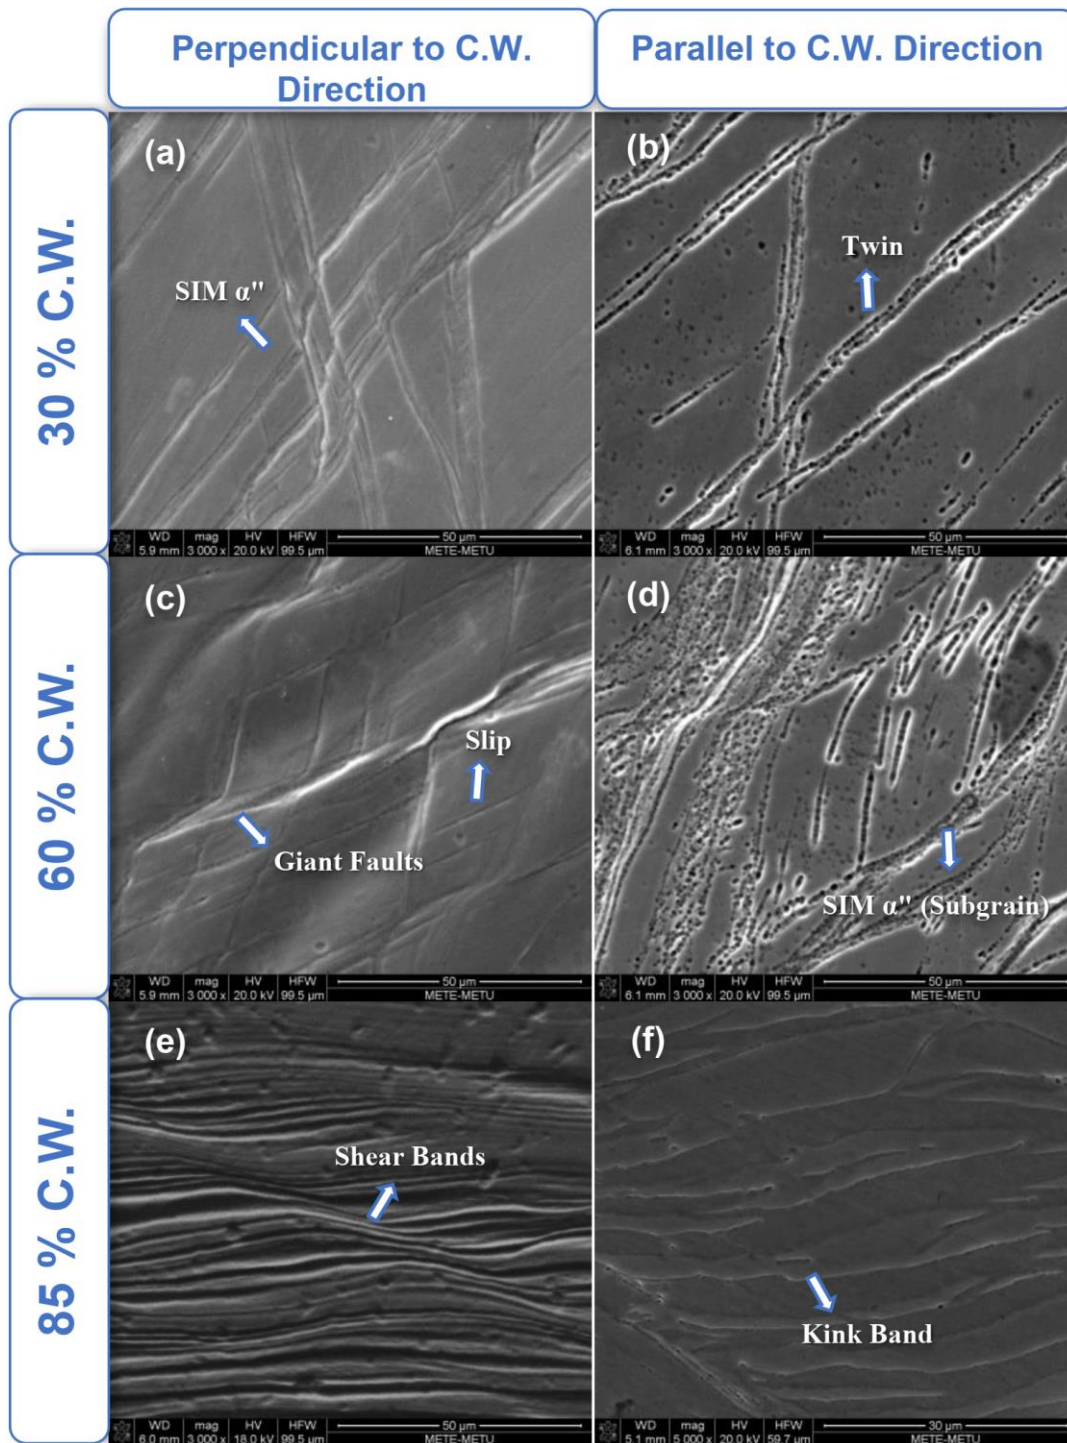 Perpendicular to C.W.
Direction
Parallel to C.W. Direction
30 % C.W.
(a)
SIM α"
WD mag HV HFW
5.9 mm 3 000 x 20.0 kV 99.5 µm
50 µm
METE-METU
(b)
Twin
WD mag HV HFW
6.1 mm 3 000 x 20.0 kV 99.5 µm
50 µm
METE-METU
60 % C.W.
(c)
Slip
Giant Faults
WD mag HV HFW
5.9 mm 3 000 x 20.0 kV 99.5 µm
50 µm
METE-METU
(d)
SIM α" (Subgrain)
WD mag HV HFW
6.1 mm 3 000 x 20.0 kV 99.5 µm
50 µm
METE-METU
85 % C.W.
(e)
Shear Bands
WD mag HV HFW
6.0 mm 3 000 x 18.0 kV 99.5 µm
50 µm
METE-METU
(f)
Kink Band
WD mag HV HFW
5.1 mm 5 000 x 20.0 kV 59.7 µm
30 µm
METE-METU